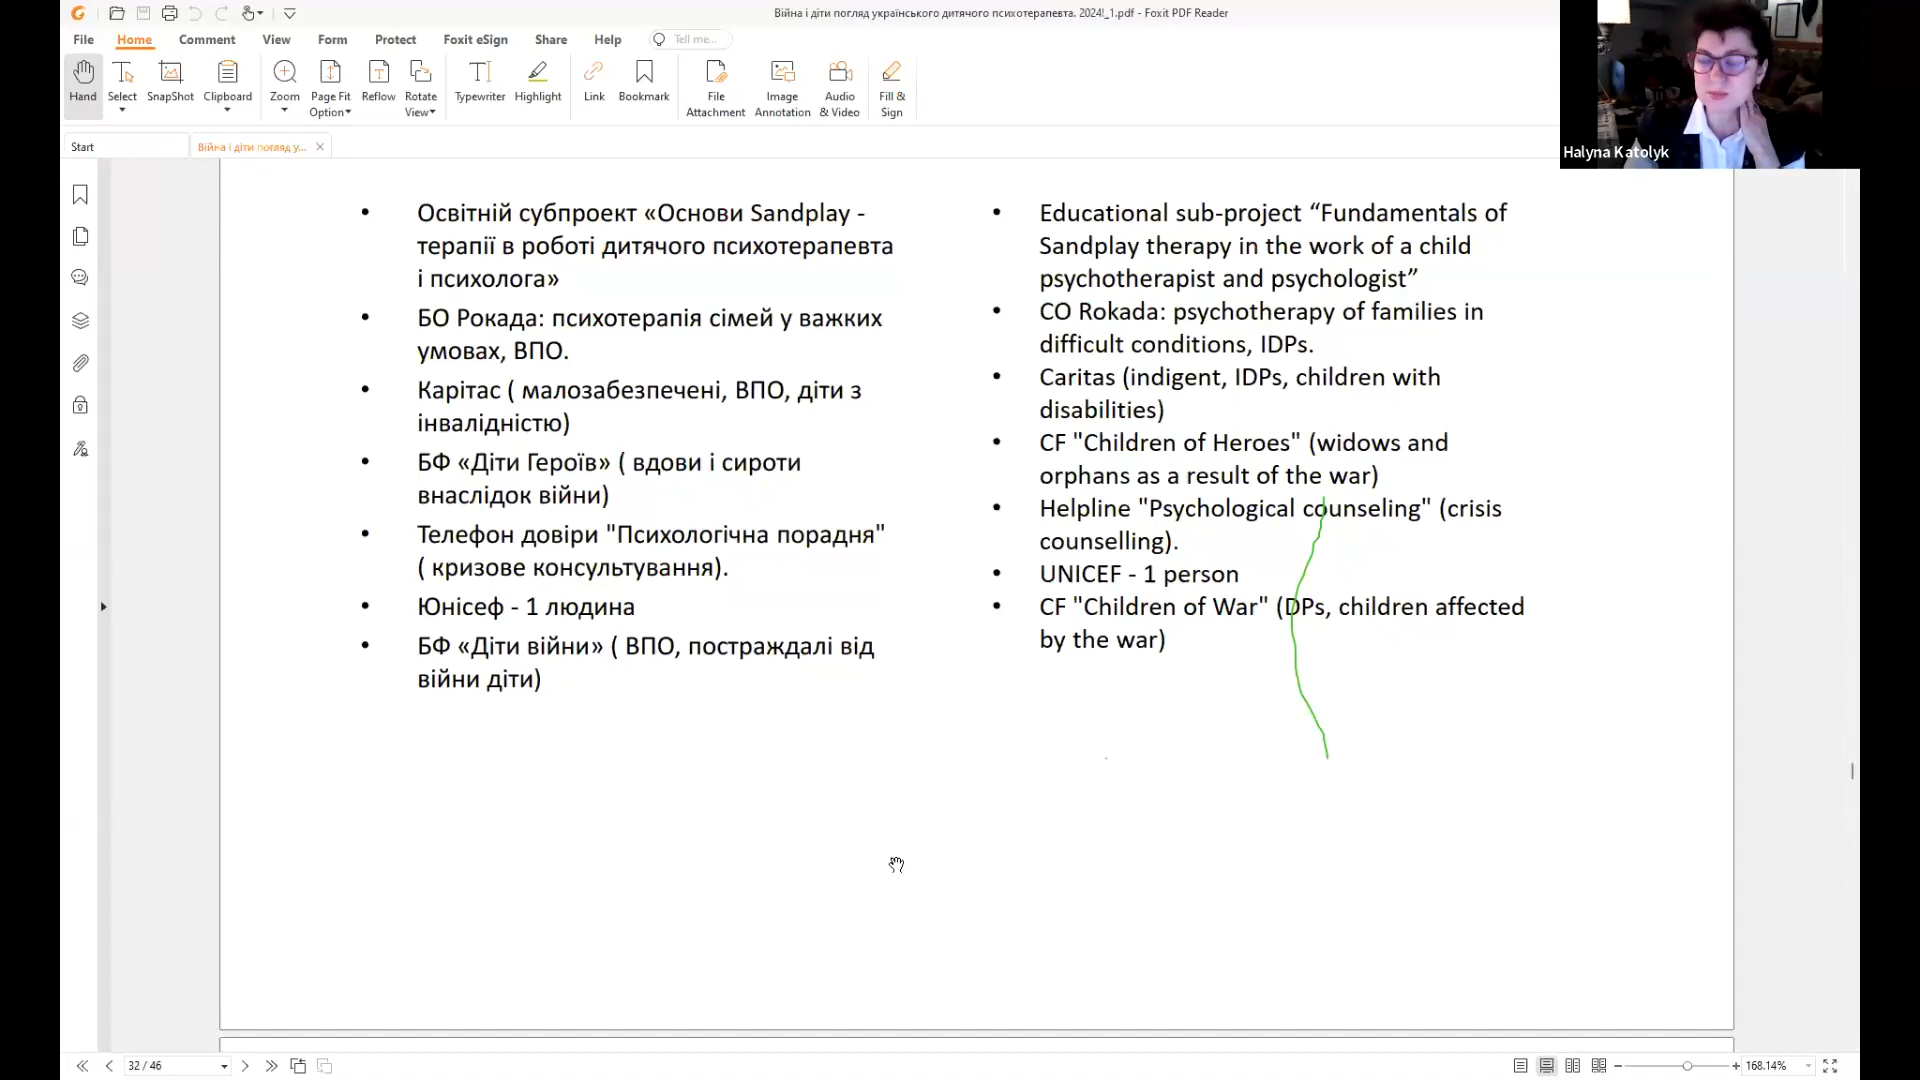 Війна і діти погляд українського дитячого психотерапевта. 2024!_1.pdf - Foxit PDF Reader
File Home Comment View Form Protect Foxit eSign Share Help Tell me...
Hand Select SnapShot Clipboard Zoom Page Fit Option Reflow Rotate View Typewriter Highlight Link Bookmark File Attachment Image Annotation Audio & Video Fill & Sign
Halyna Katolyk
Start Війна і діти погляд у...
• Освітній субпроект «Основи Sandplay -
терапії в роботі дитячого психотерапевта
і психолога»
• БО Рокада: психотерапія сімей у важких
умовах, ВПО.
• Карітас ( малозабезпечені, ВПО, діти з
інвалідністю)
• БФ «Діти Героїв» ( вдови і сироти
внаслідок війни)
• Телефон довіри "Психологічна порадня"
( кризове консультування).
• Юнісеф - 1 людина
• БФ «Діти війни» ( ВПО, постраждалі від
війни діти)
• Educational sub-project “Fundamentals of
Sandplay therapy in the work of a child
psychotherapist and psychologist”
• CO Rokada: psychotherapy of families in
difficult conditions, IDPs.
• Caritas (indigent, IDPs, children with
disabilities)
• CF "Children of Heroes" (widows and
orphans as a result of the war)
• Helpline "Psychological counseling" (crisis
counselling).
• UNICEF - 1 person
• CF "Children of War" (DPs, children affected
by the war)
32 / 46
168.14%